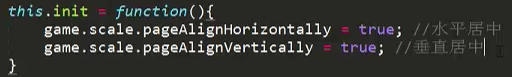 this.init = function(){
    game.scale.pageAlignHorizontally = true; //水平居中
    game.scale.pageAlignVertically = true; //垂直居中
}